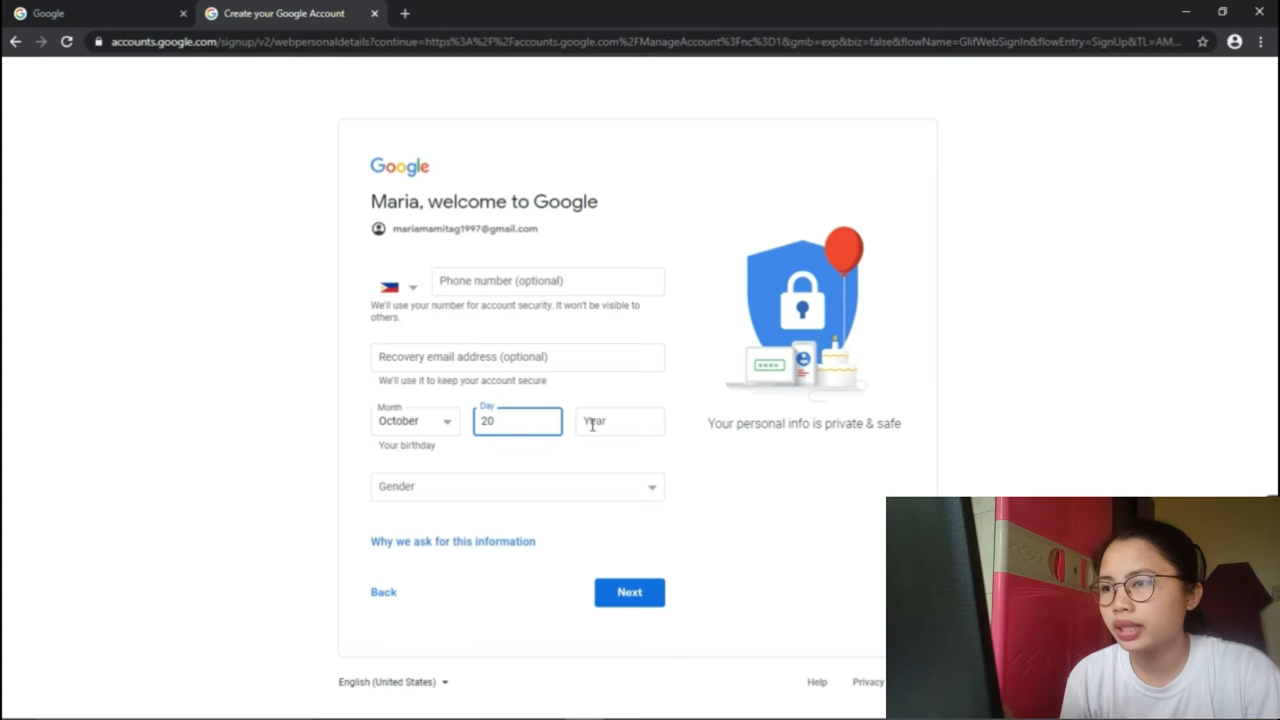 Google
Create your Google Account
accounts.google.com/signup/v2/webpersonaldetails?continue=https%3A%2F%2Faccounts.google.com%2FManageAccount%3Fnc%3D1&gmb=exp&biz=false&flowName=GlifWebSignIn&flowEntry=SignUp&TL=AM...
Google
Maria, welcome to Google
mariamamitag1997@gmail.com
Phone number (optional)
We'll use your number for account security. It won't be visible to
others.
Recovery email address (optional)
We'll use it to keep your account secure
Month
October
Day
20
Year
Your birthday
Gender
Why we ask for this information
Back
Next
Your personal info is private & safe
English (United States)
Help
Privacy